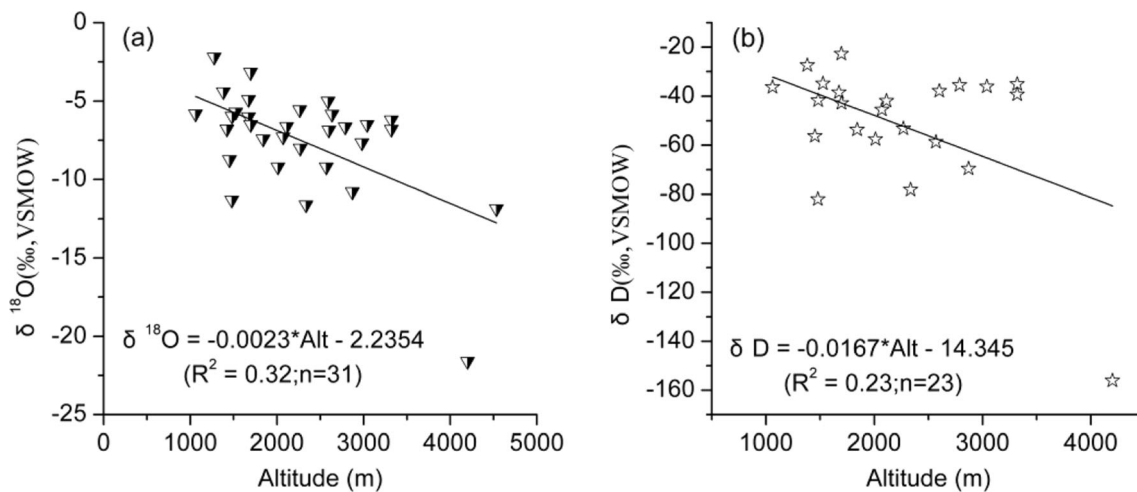 (a)
0
-5
-10
-15
-20
-25
δ ¹⁸O(‰,VSMOW)
δ ¹⁸O = -0.0023*Alt - 2.2354
(R² = 0.32;n=31)
0 1000 2000 3000 4000 5000
Altitude (m)
(b)
-20
-40
-60
-80
-100
-120
-140
-160
δ D(‰,VSMOW)
δ D = -0.0167*Alt - 14.345
(R² = 0.23;n=23)
1000 2000 3000 4000
Altitude (m)